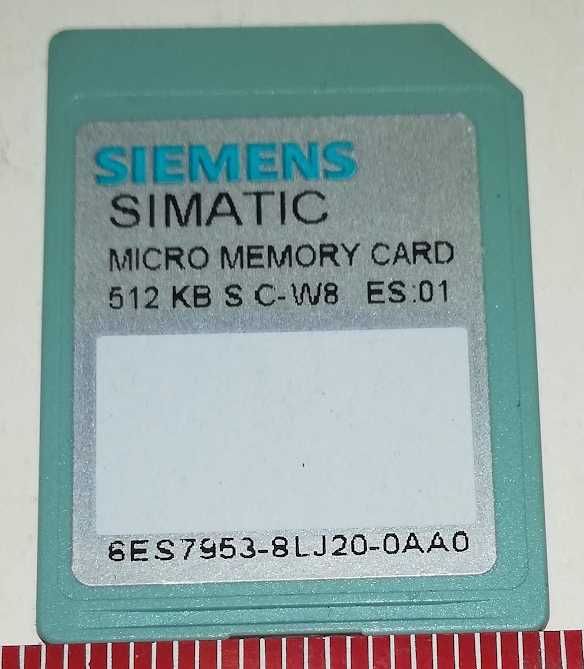 SIEMENS
SIMATIC
MICRO MEMORY CARD
512 KB S C-W8 ES:01
6ES7953-8LJ20-0AA0